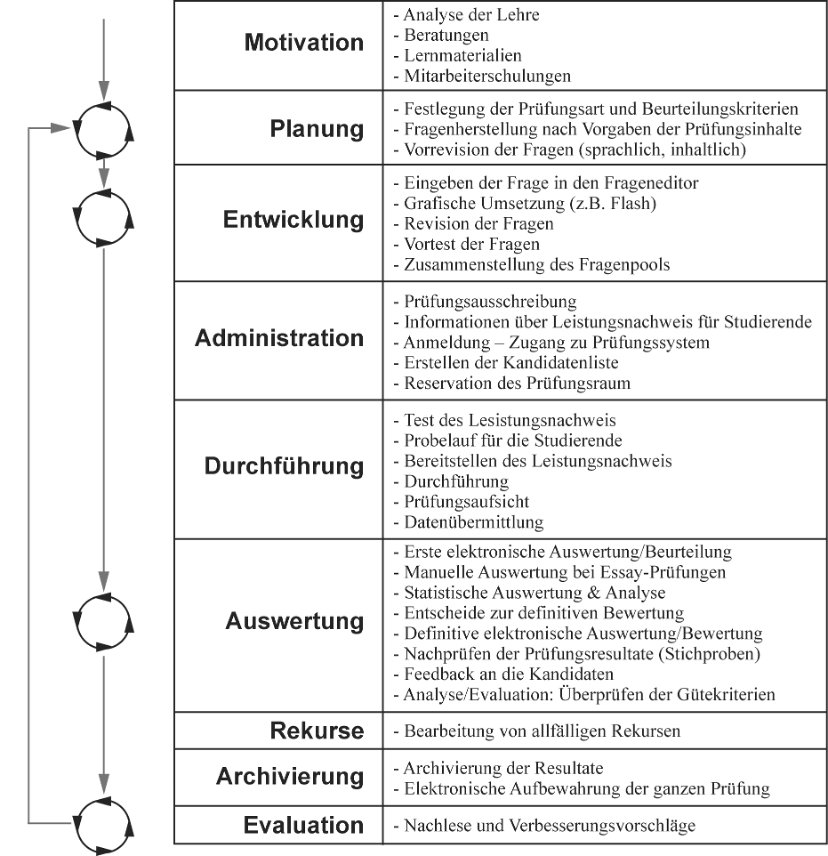 Motivation
- Analyse der Lehre
- Beratungen
- Lernmaterialien
- Mitarbeiterschulungen
Planung
- Festlegung der Prüfungsart und Beurteilungskriterien
- Fragenherstellung nach Vorgaben der Prüfungsinhalte
- Vorrevision der Fragen (sprachlich, inhaltlich)
Entwicklung
- Eingeben der Frage in den Frageneditor
- Grafische Umsetzung (z.B. Flash)
- Revision der Fragen
- Vortest der Fragen
- Zusammenstellung des Fragenpools
Administration
- Prüfungsausschreibung
- Informationen über Leistungsnachweis für Studierende
- Anmeldung – Zugang zu Prüfungssystem
- Erstellen der Kandidatenliste
- Reservation des Prüfungsraum
Durchführung
- Test des Lesistungsnachweis
- Probelauf für die Studierende
- Bereitstellen des Leistungsnachweis
- Durchführung
- Prüfungsaufsicht
- Datenübermittlung
Auswertung
- Erste elektronische Auswertung/Beurteilung
- Manuelle Auswertung bei Essay-Prüfungen
- Statistische Auswertung & Analyse
- Entscheide zur definitiven Bewertung
- Definitive elektronische Auswertung/Bewertung
- Nachprüfen der Prüfungsresultate (Stichproben)
- Feedback an die Kandidaten
- Analyse/Evaluation: Überprüfen der Gütekriterien
Rekurse
- Bearbeitung von allfälligen Rekursen
Archivierung
- Archivierung der Resultate
- Elektronische Aufbewahrung der ganzen Prüfung
Evaluation
- Nachlese und Verbesserungsvorschläge